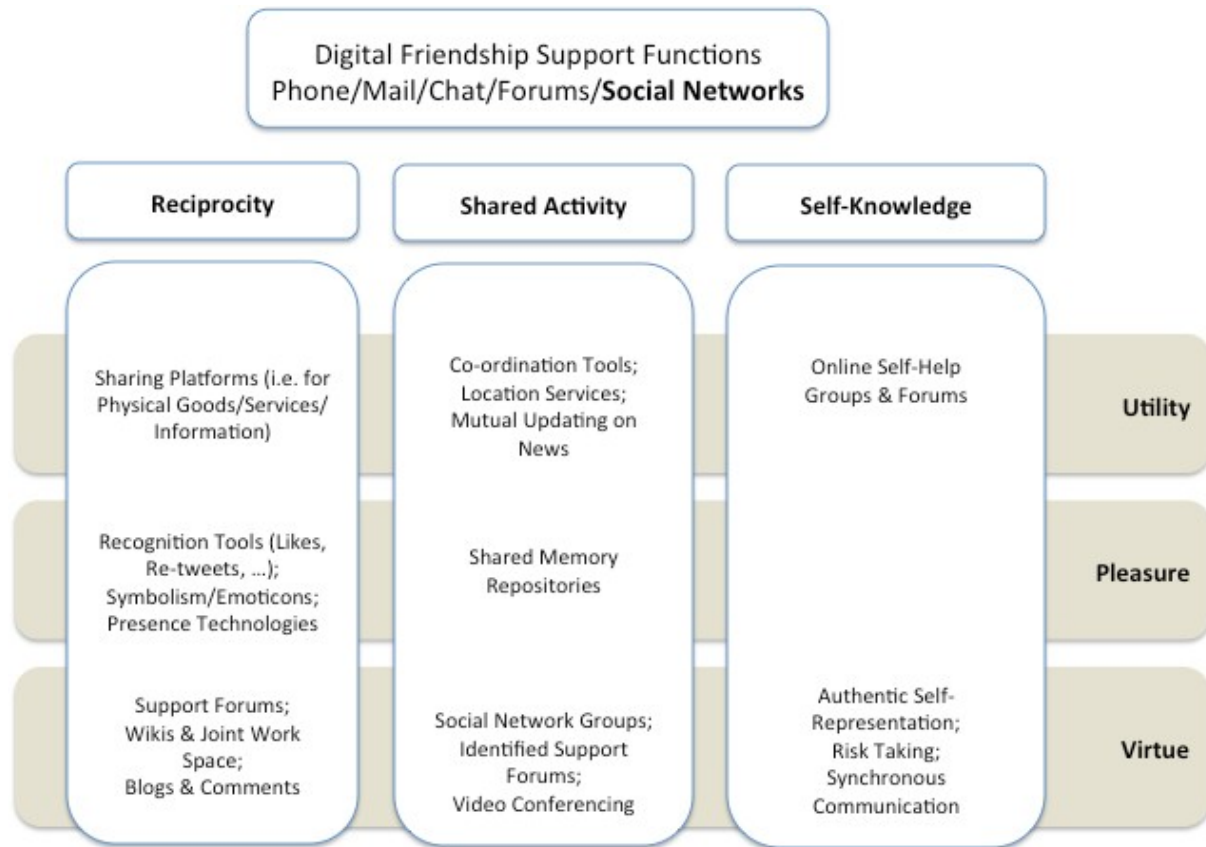 Digital Friendship Support Functions
Phone/Mail/Chat/Forums/Social Networks
Reciprocity
Shared Activity
Self-Knowledge
Sharing Platforms (i.e. for
Physical Goods/Services/
Information)
Co-ordination Tools;
Location Services;
Mutual Updating on
News
Online Self-Help
Groups & Forums
Utility
Recognition Tools (Likes,
Re-tweets, …);
Symbolism/Emoticons;
Presence Technologies
Shared Memory
Repositories
Pleasure
Support Forums;
Wikis & Joint Work
Space;
Blogs & Comments
Social Network Groups;
Identified Support
Forums;
Video Conferencing
Authentic Self-
Representation;
Risk Taking;
Synchronous
Communication
Virtue